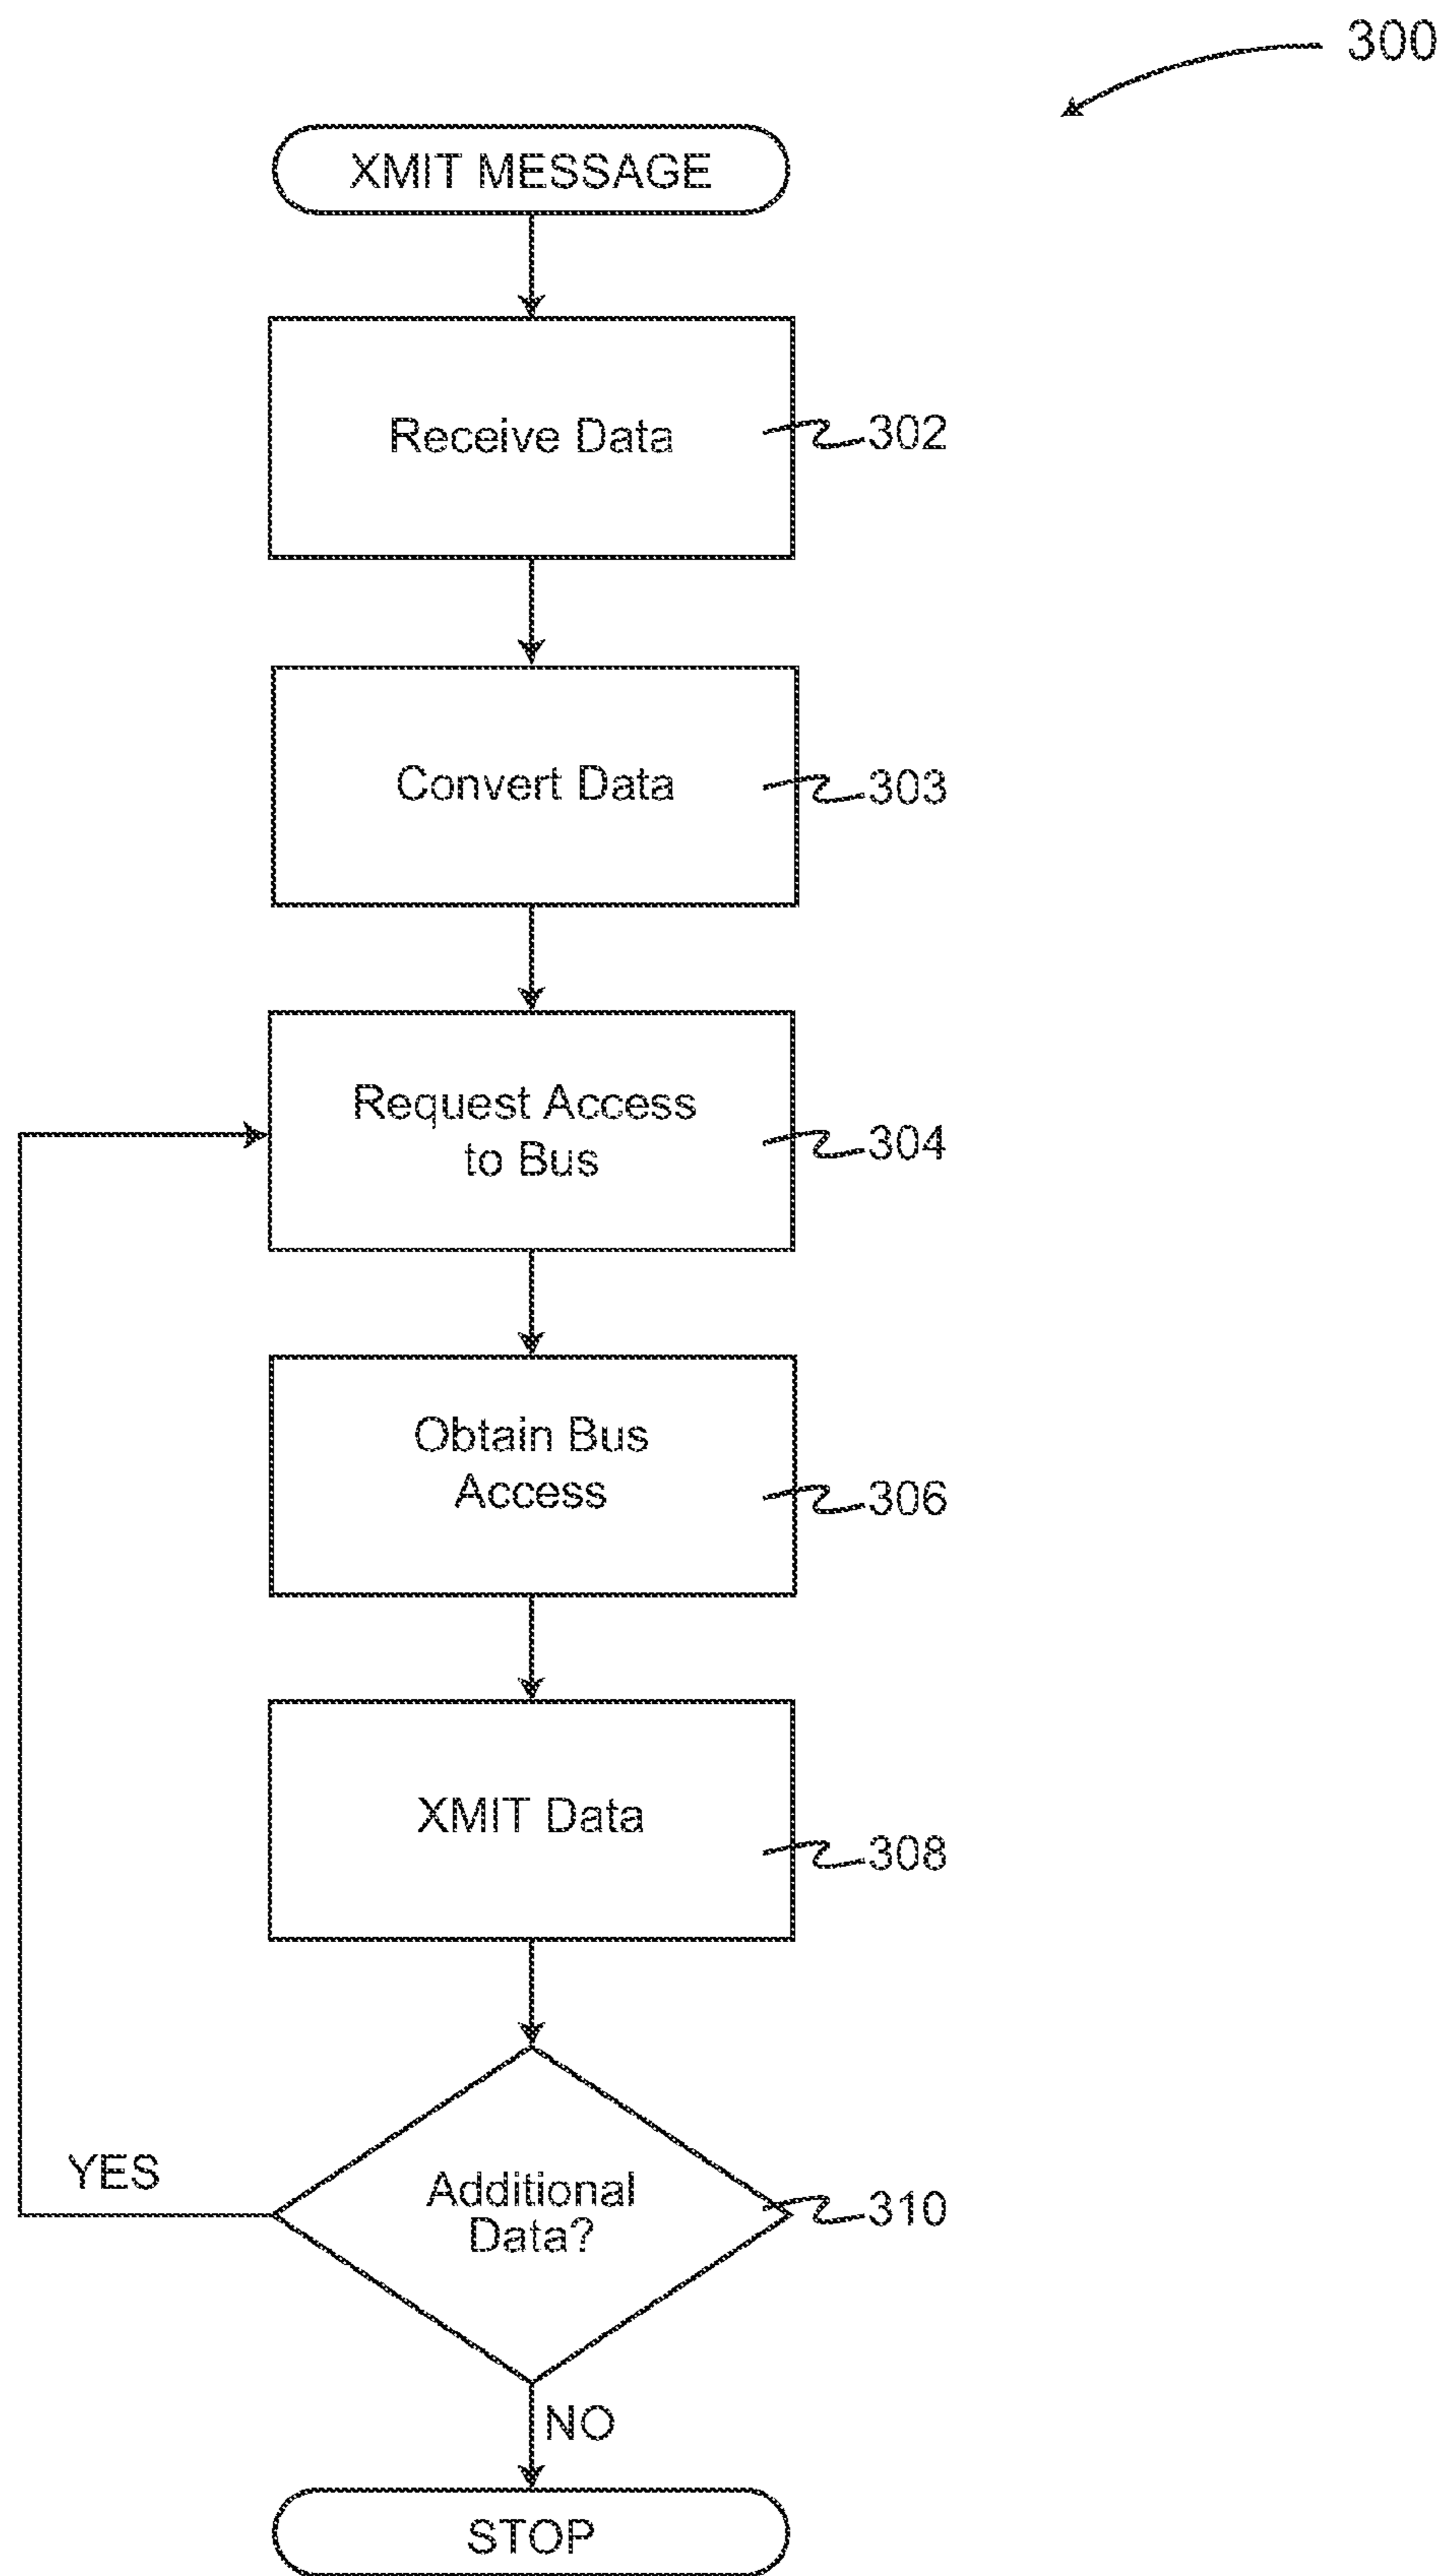 300
XMIT MESSAGE
Receive Data
302
Convert Data
303
Request Access
to Bus
304
Obtain Bus
Access
306
XMIT Data
308
Additional
Data?
310
YES
NO
STOP